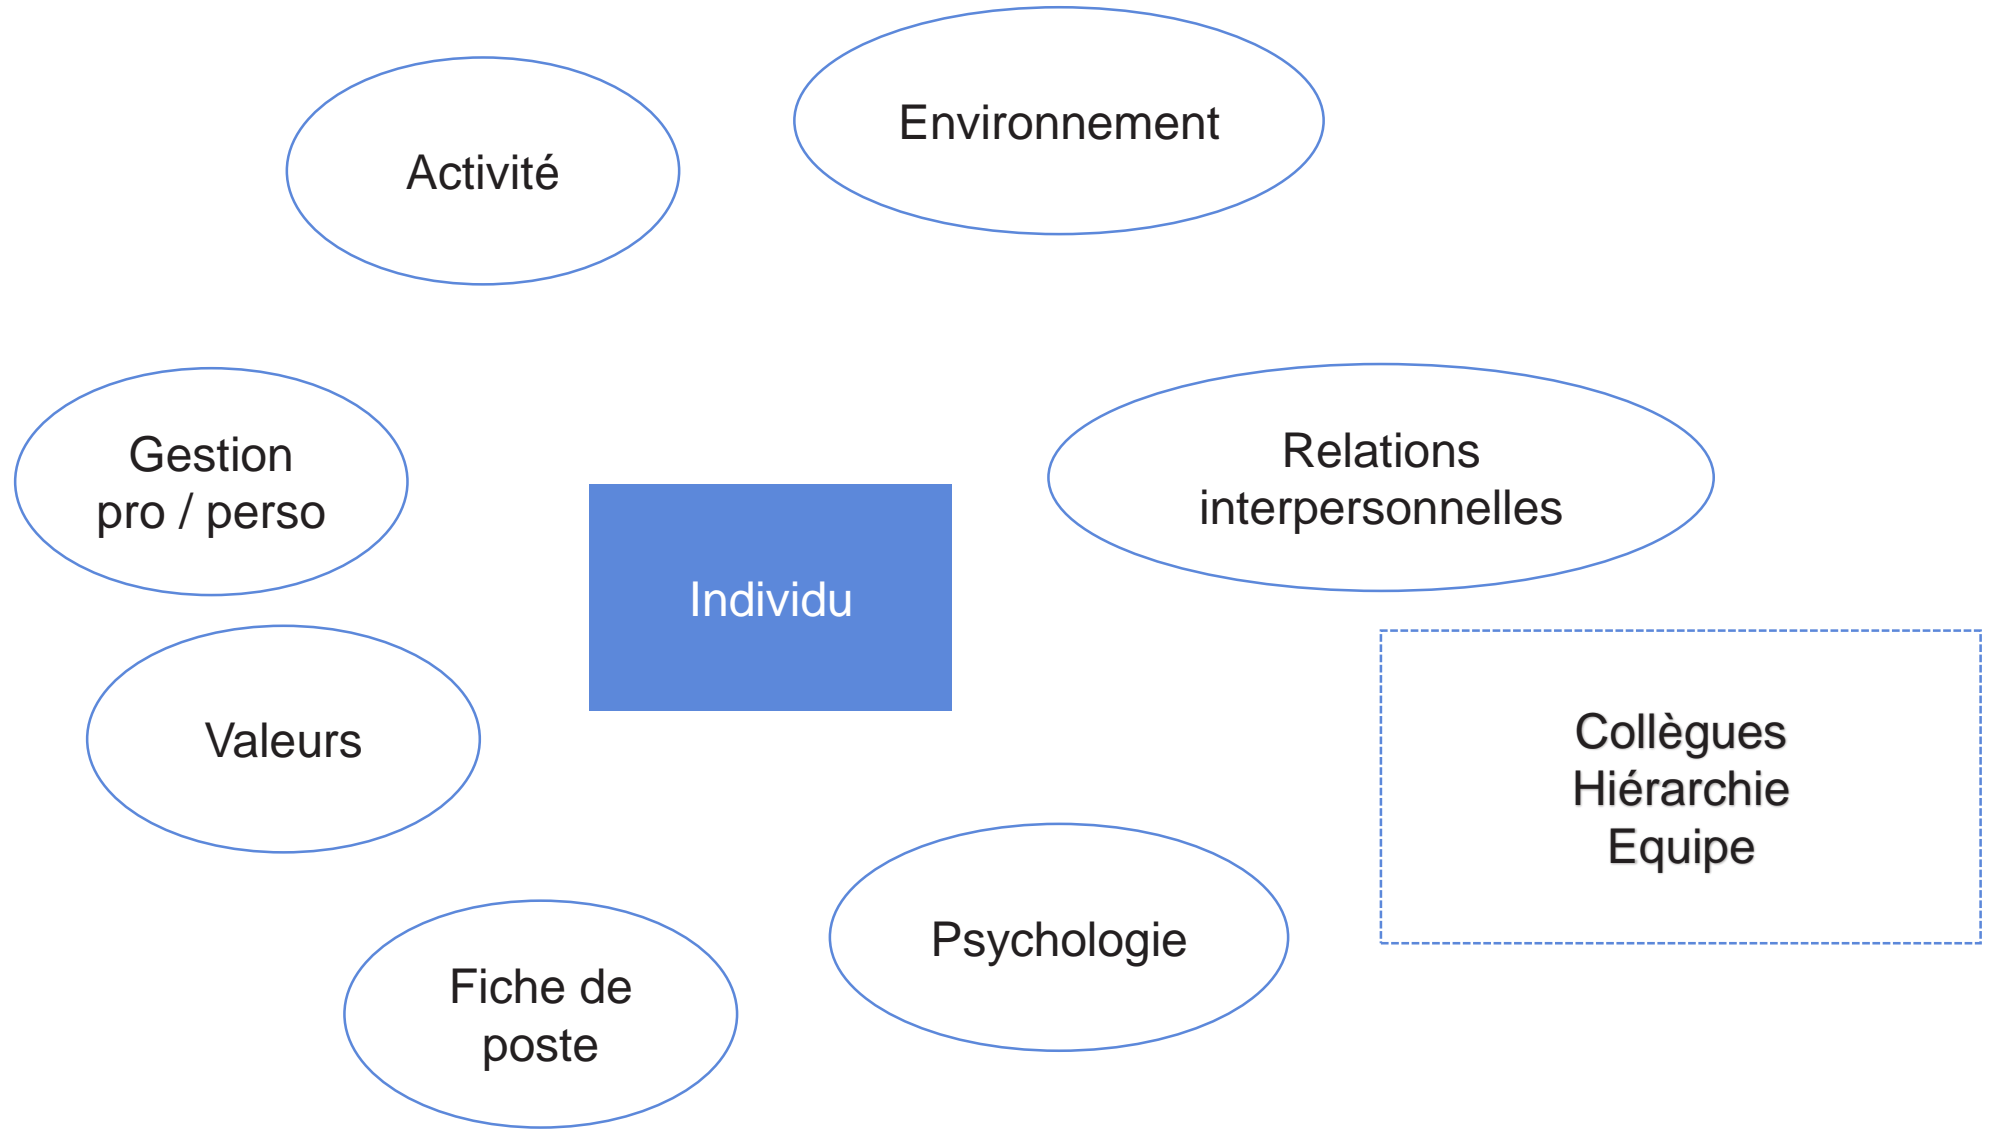 Environnement
Activité
Gestion
pro / perso
Relations
interpersonnelles
Individu
Valeurs
Collègues
Hiérarchie
Equipe
Psychologie
Fiche de
poste